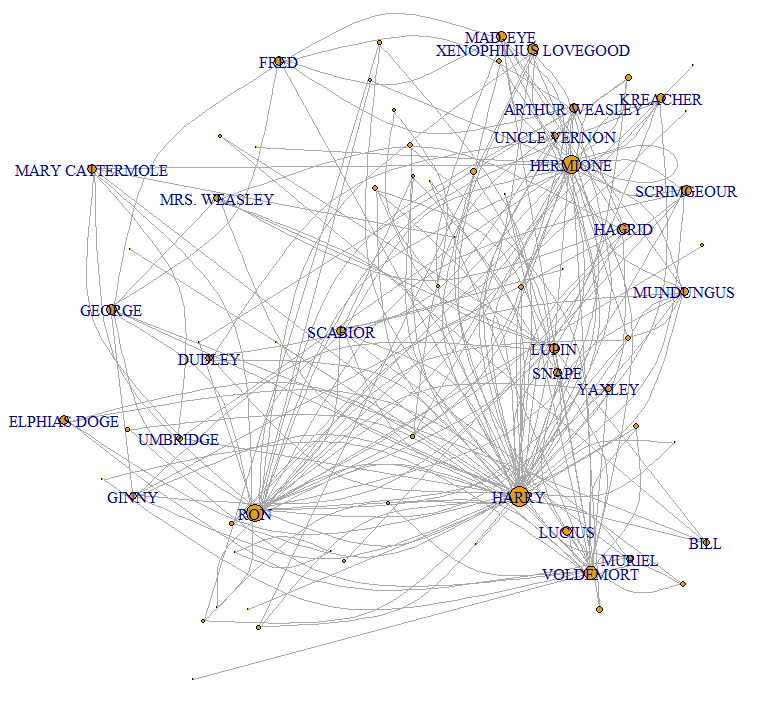 MAD-EYE
XENOPHILIUS LOVEGOOD
FRED
KREACHER
ARTHUR WEASLEY
UNCLE VERNON
HERMIONE
MARY CATTERMOLE
SCRIMGEOUR
MRS. WEASLEY
HAGRID
MUNDUNGUS
GEORGE
SCABIOR
LUPIN
DUDLEY
SNAPE
YAXLEY
ELPHIAS DOGE
UMBRIDGE
GINNY
HARRY
RON
LUCIUS
BILL
MURIEL
VOLDEMORT